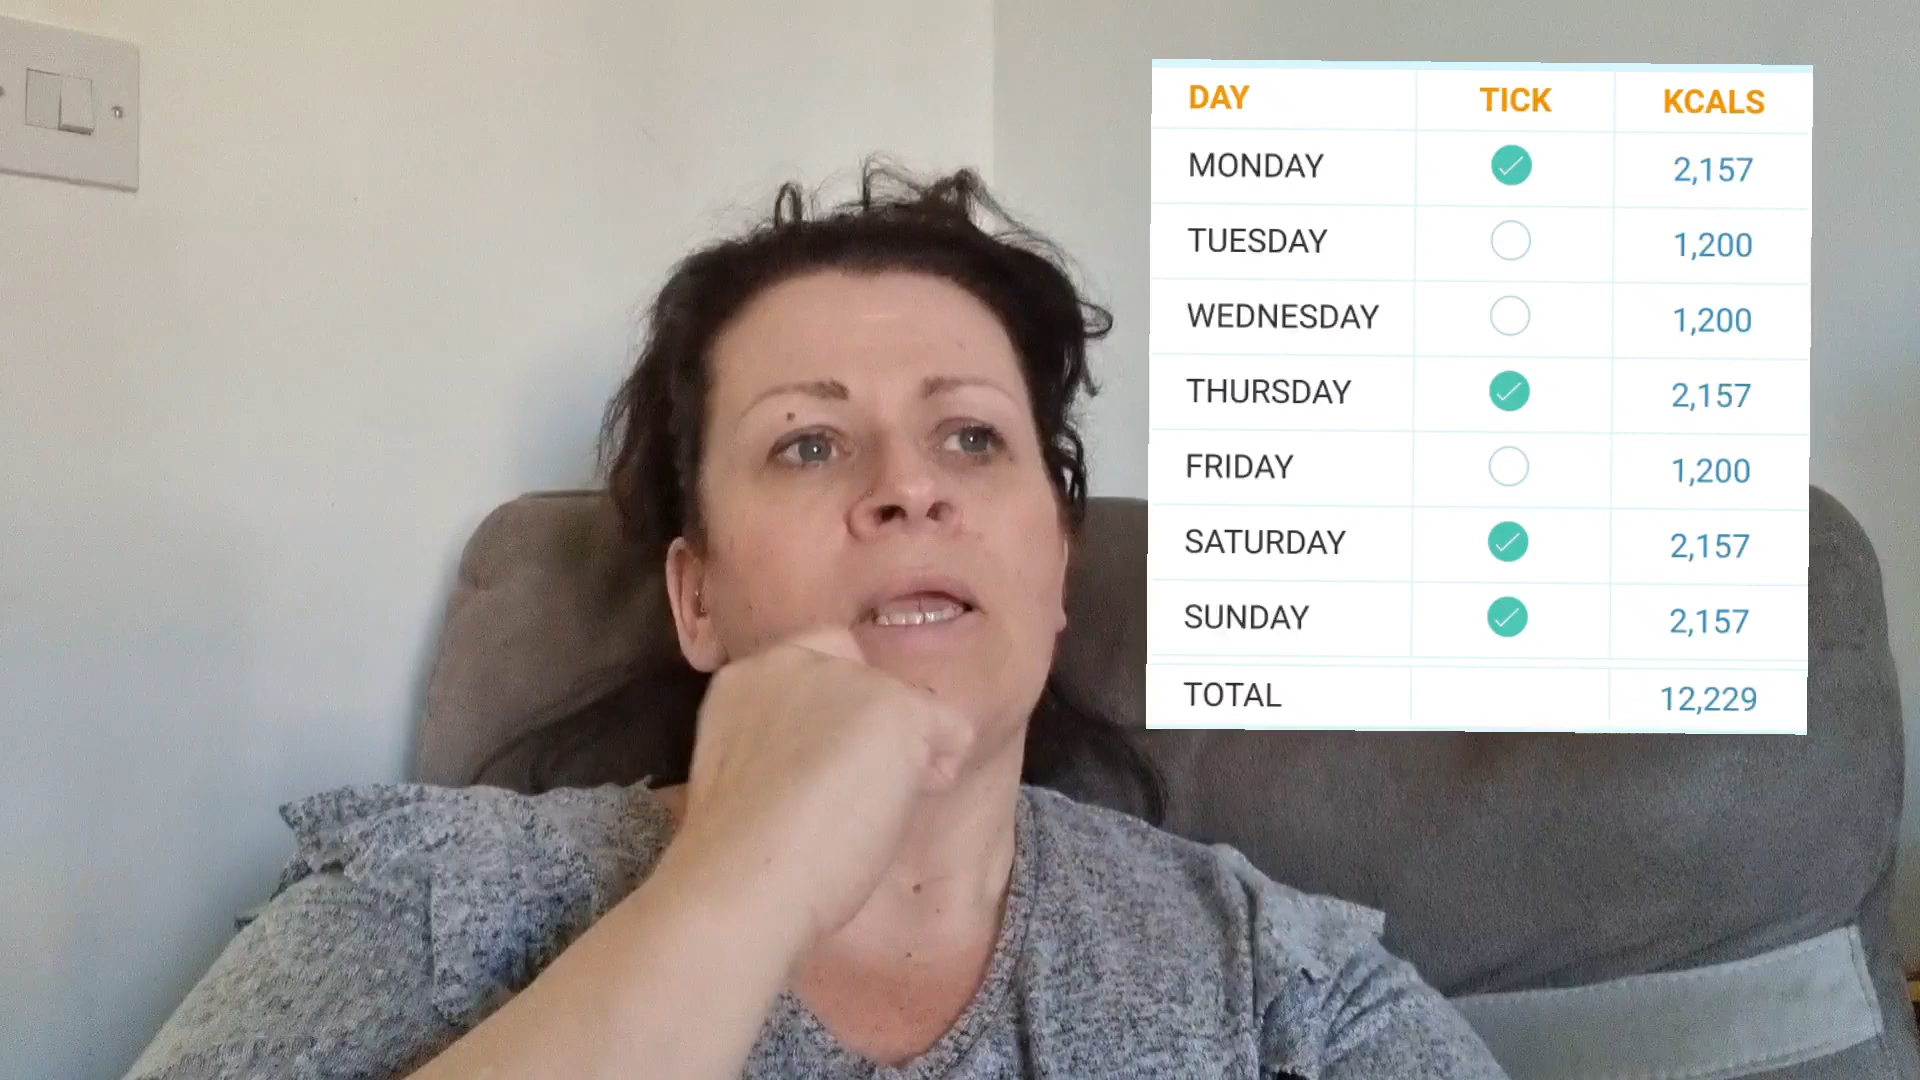 DAY TICK KCALS
MONDAY 2,157
TUESDAY 1,200
WEDNESDAY 1,200
THURSDAY 2,157
FRIDAY 1,200
SATURDAY 2,157
SUNDAY 2,157
TOTAL 12,229